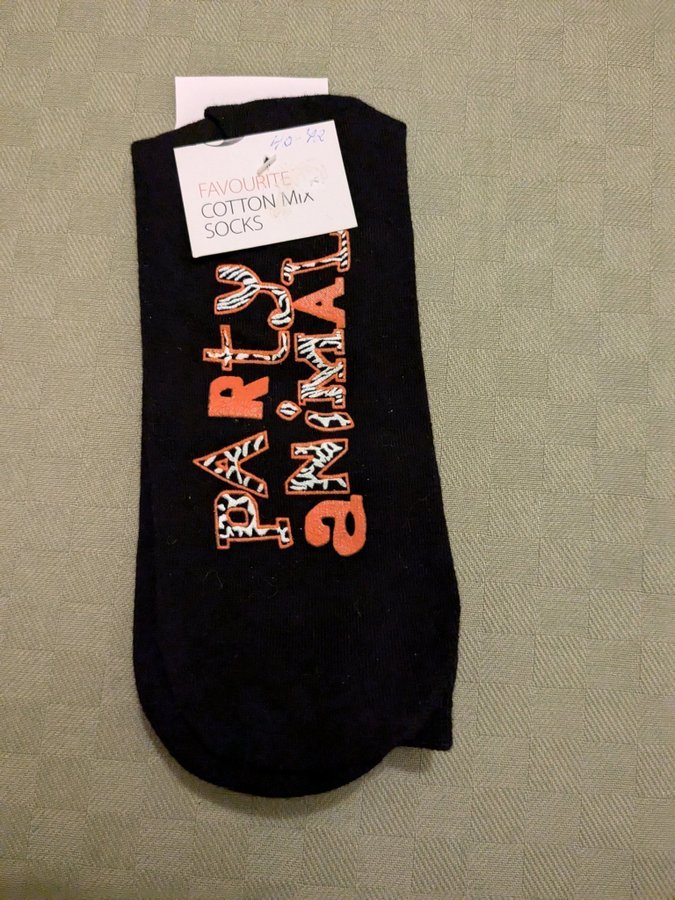 40-42
FAVOURITE
COTTON Mix
SOCKS
PARty
aNiMAL